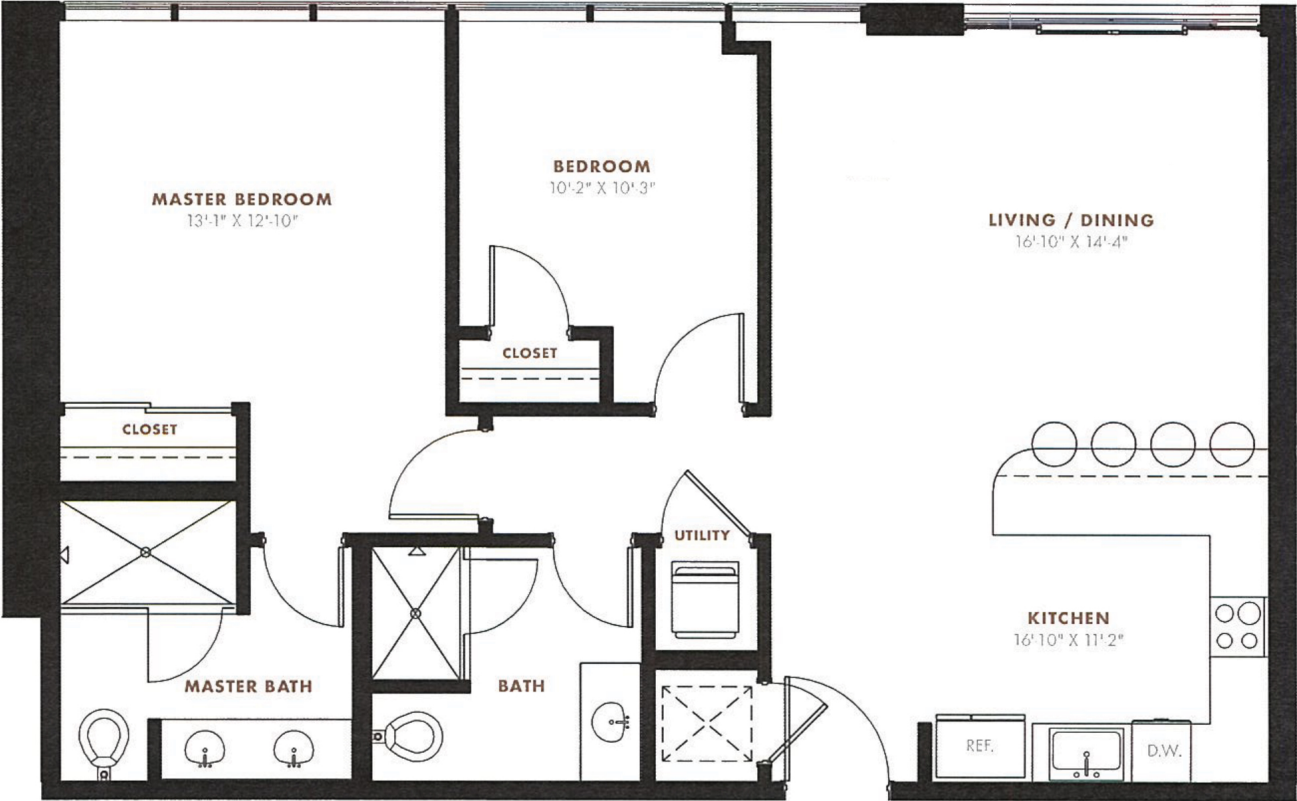 BEDROOM
10'-2" X 10'-3"
MASTER BEDROOM
13'-1" X 12'-10"
LIVING / DINING
16'-10" X 14'-4"
CLOSET
CLOSET
UTILITY
KITCHEN
16'-10" X 11'-2"
MASTER BATH
BATH
REF.
D.W.